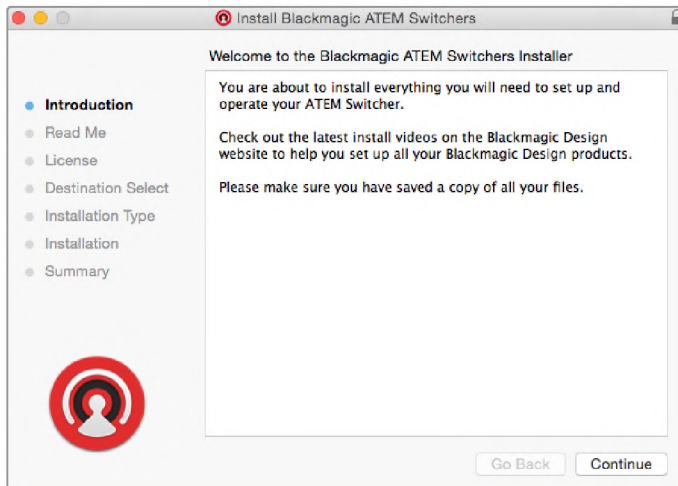 Install Blackmagic ATEM Switchers
Welcome to the Blackmagic ATEM Switchers Installer
Introduction
Read Me
License
Destination Select
Installation Type
Installation
Summary
You are about to install everything you will need to set up and
operate your ATEM Switcher.
Check out the latest install videos on the Blackmagic Design
website to help you set up all your Blackmagic Design products.
Please make sure you have saved a copy of all your files.
Go Back
Continue